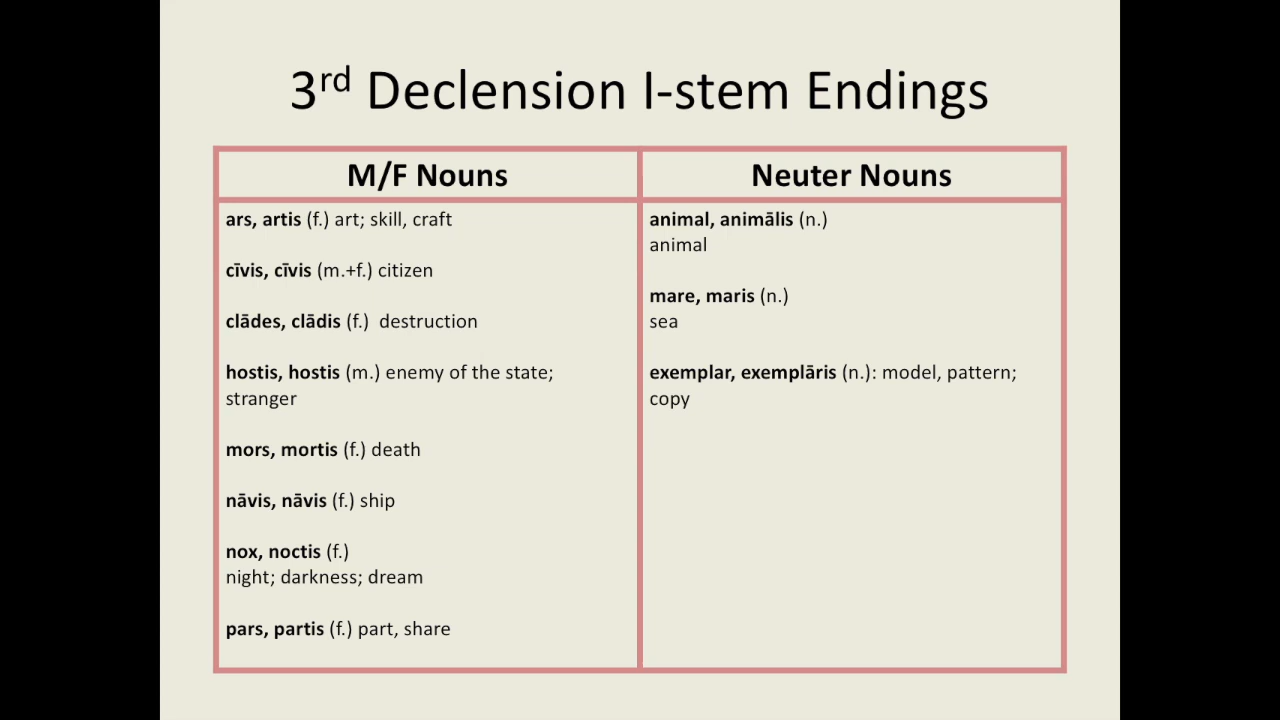 3rd Declension I-stem Endings
M/F Nouns
ars, artis (f.) art; skill, craft
cīvis, cīvis (m.+f.) citizen
clādes, clādis (f.)  destruction
hostis, hostis (m.) enemy of the state;
stranger
mors, mortis (f.) death
nāvis, nāvis (f.) ship
nox, noctis (f.)
night; darkness; dream
pars, partis (f.) part, share
Neuter Nouns
animal, animālis (n.)
animal
mare, maris (n.)
sea
exemplar, exemplāris (n.): model, pattern;
copy